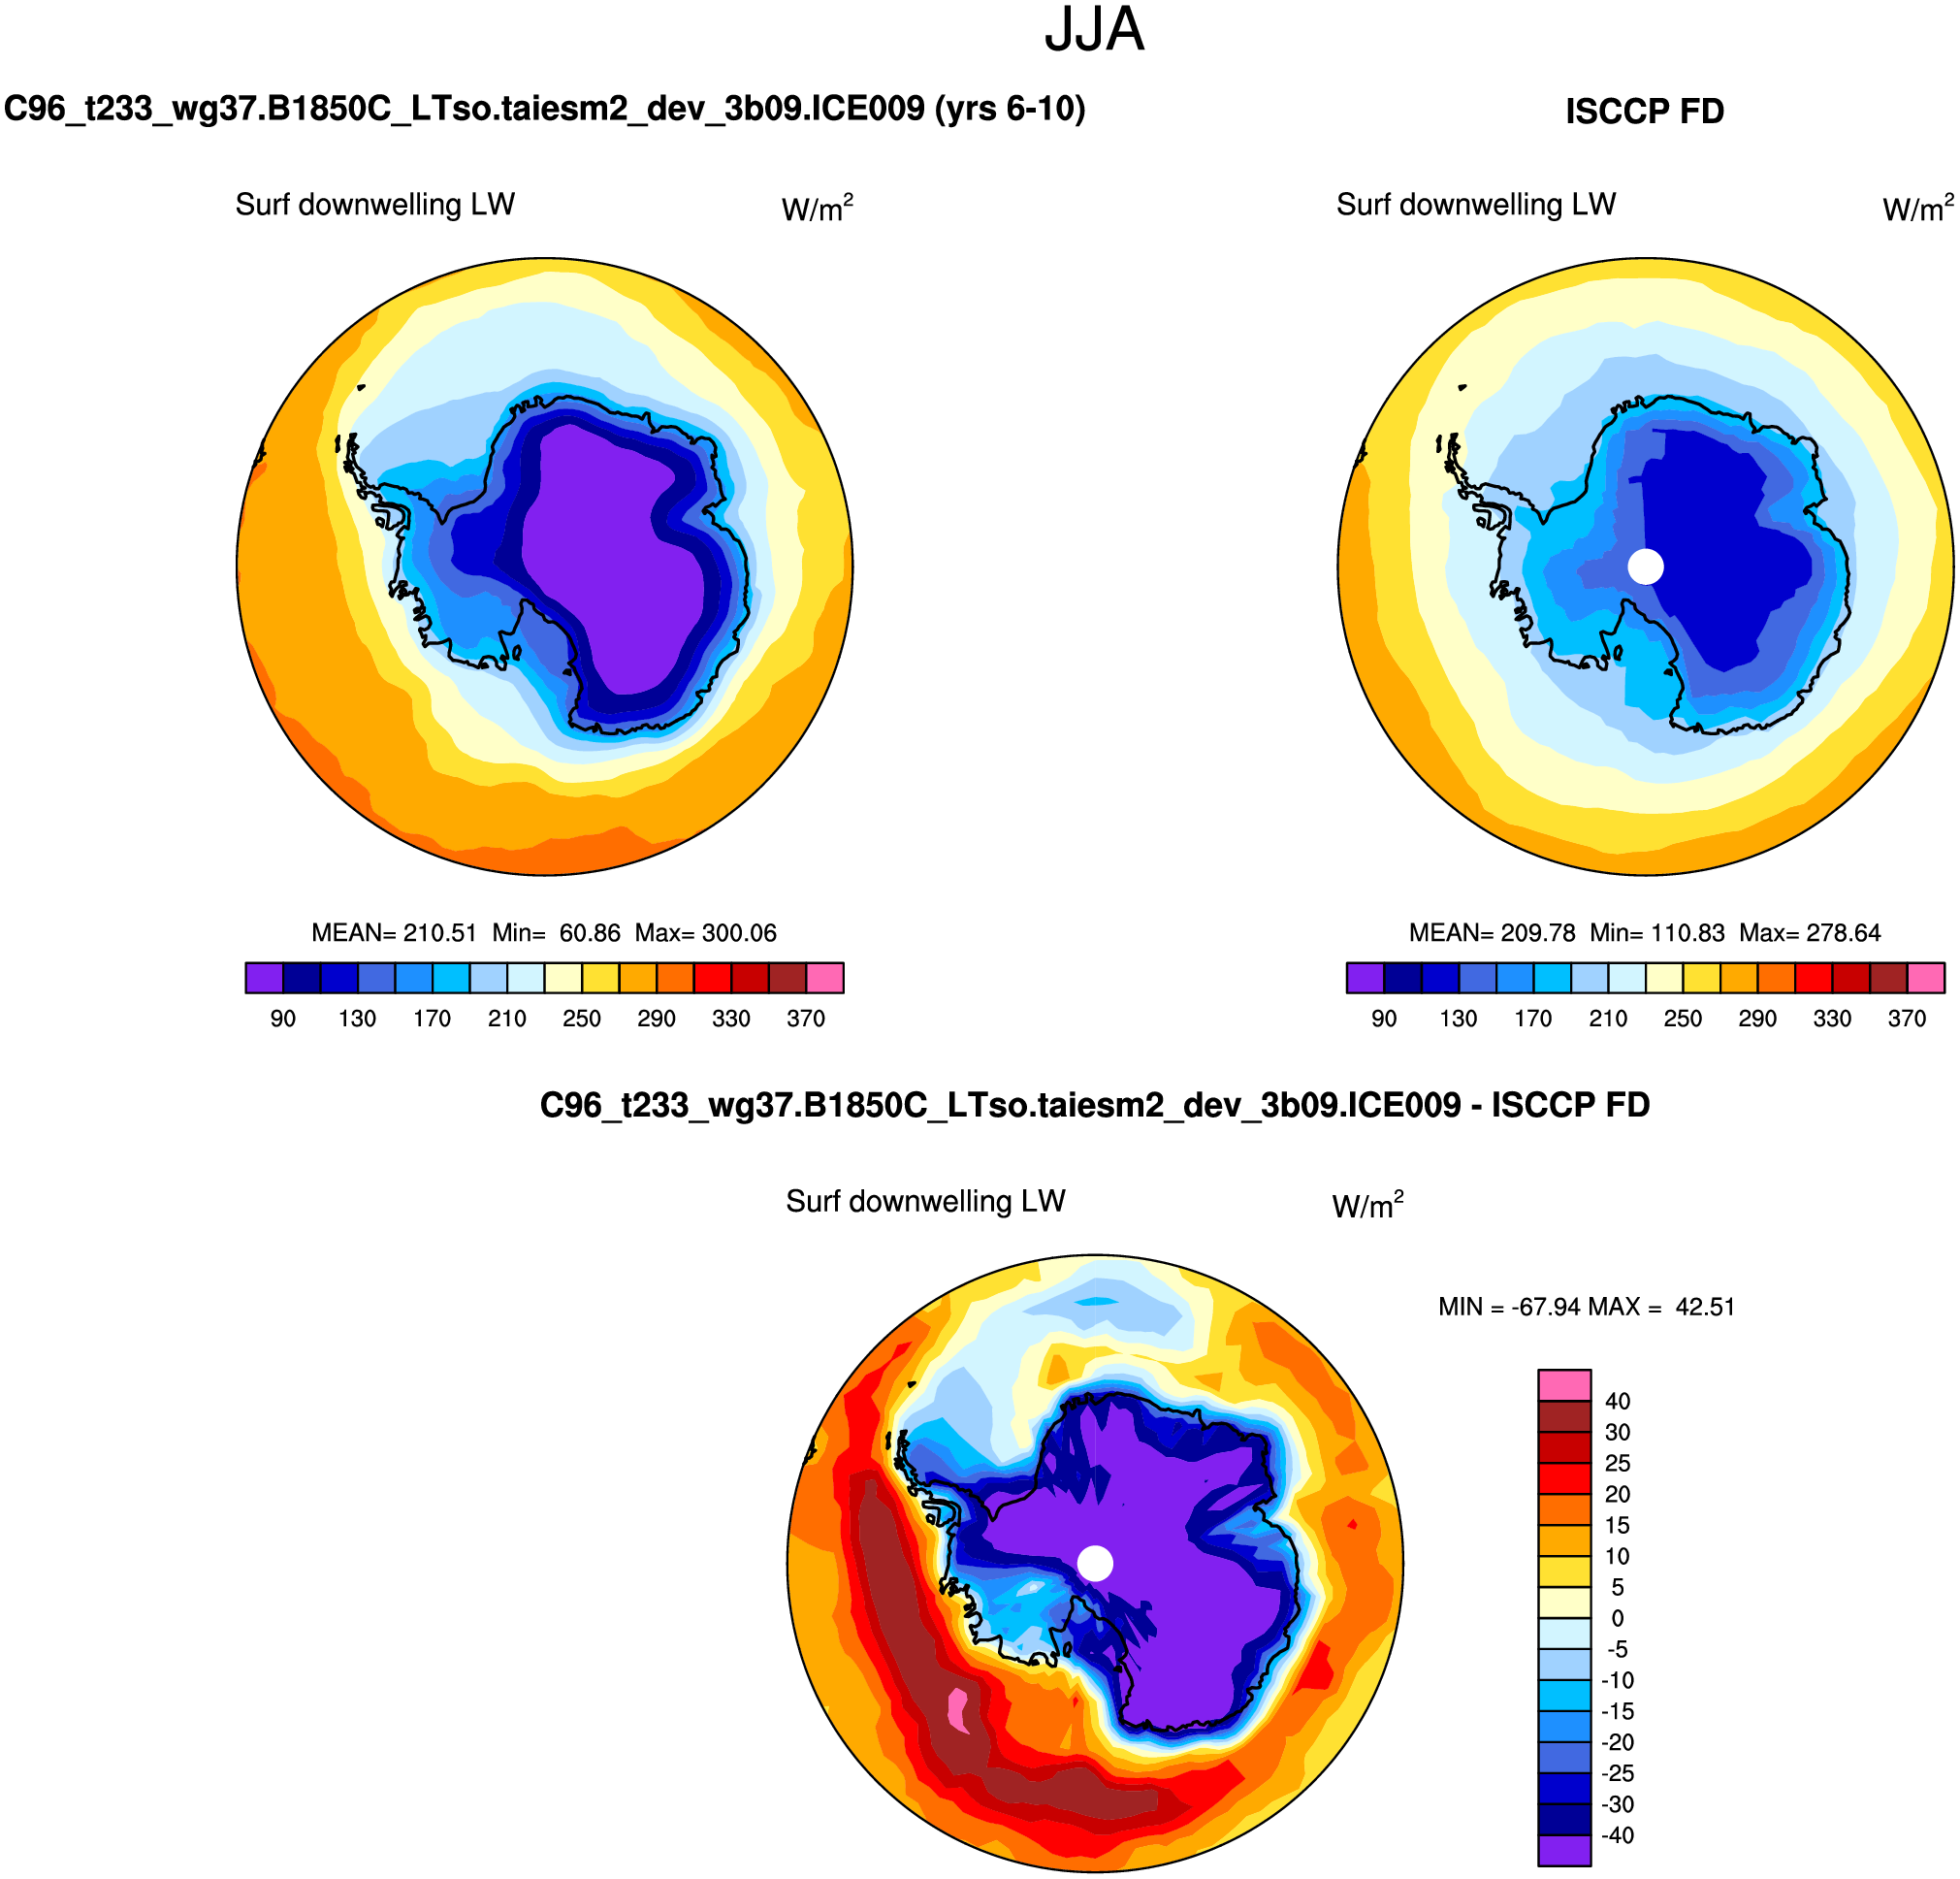 JJA
C96_t233_wg37.B1850C_LTso.taiesm2_dev_3b09.ICE009 (yrs 6-10)
ISCCP FD
Surf downwelling LW W/m²
Surf downwelling LW W/m²
MEAN= 210.51 Min= 60.86 Max= 300.06
MEAN= 209.78 Min= 110.83 Max= 278.64
90 130 170 210 250 290 330 370
90 130 170 210 250 290 330 370
C96_t233_wg37.B1850C_LTso.taiesm2_dev_3b09.ICE009 - ISCCP FD
Surf downwelling LW W/m²
MIN = -67.94 MAX = 42.51
40
30
25
20
15
10
5
0
-5
-10
-15
-20
-25
-30
-40